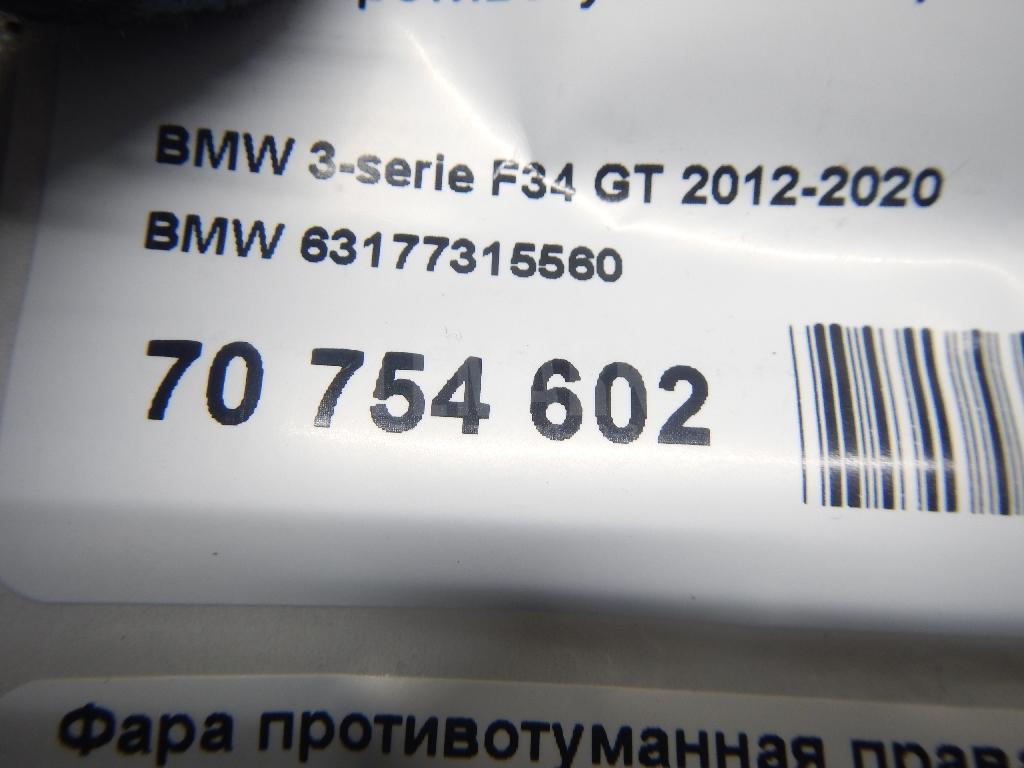 BMW 3-serie F34 GT 2012-2020
BMW 63177315560
70 754 602
Фара противотуманная